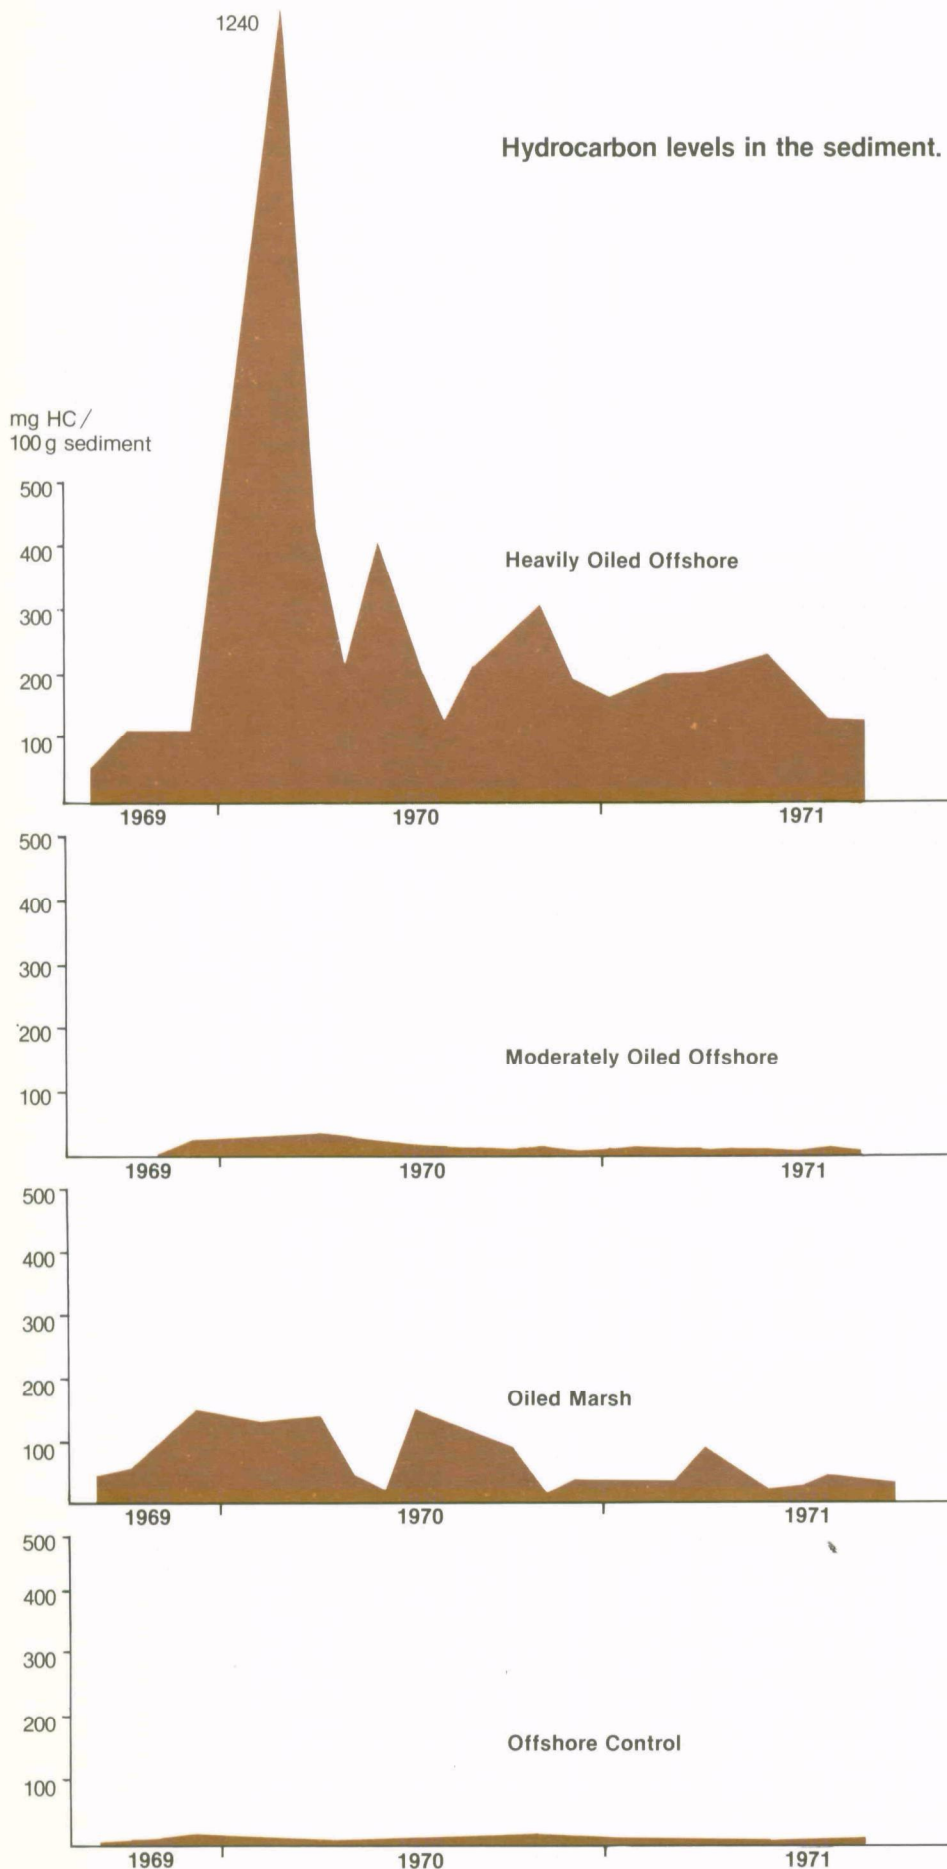 1240
Hydrocarbon levels in the sediment.
mg HC/
100 g sediment
500
400
300
200
100
Heavily Oiled Offshore
1969 1970 1971
500
400
300
200
100
Moderately Oiled Offshore
1969 1970 1971
500
400
300
200
100
Oiled Marsh
1969 1970 1971
500
400
300
200
100
Offshore Control
1969 1970 1971